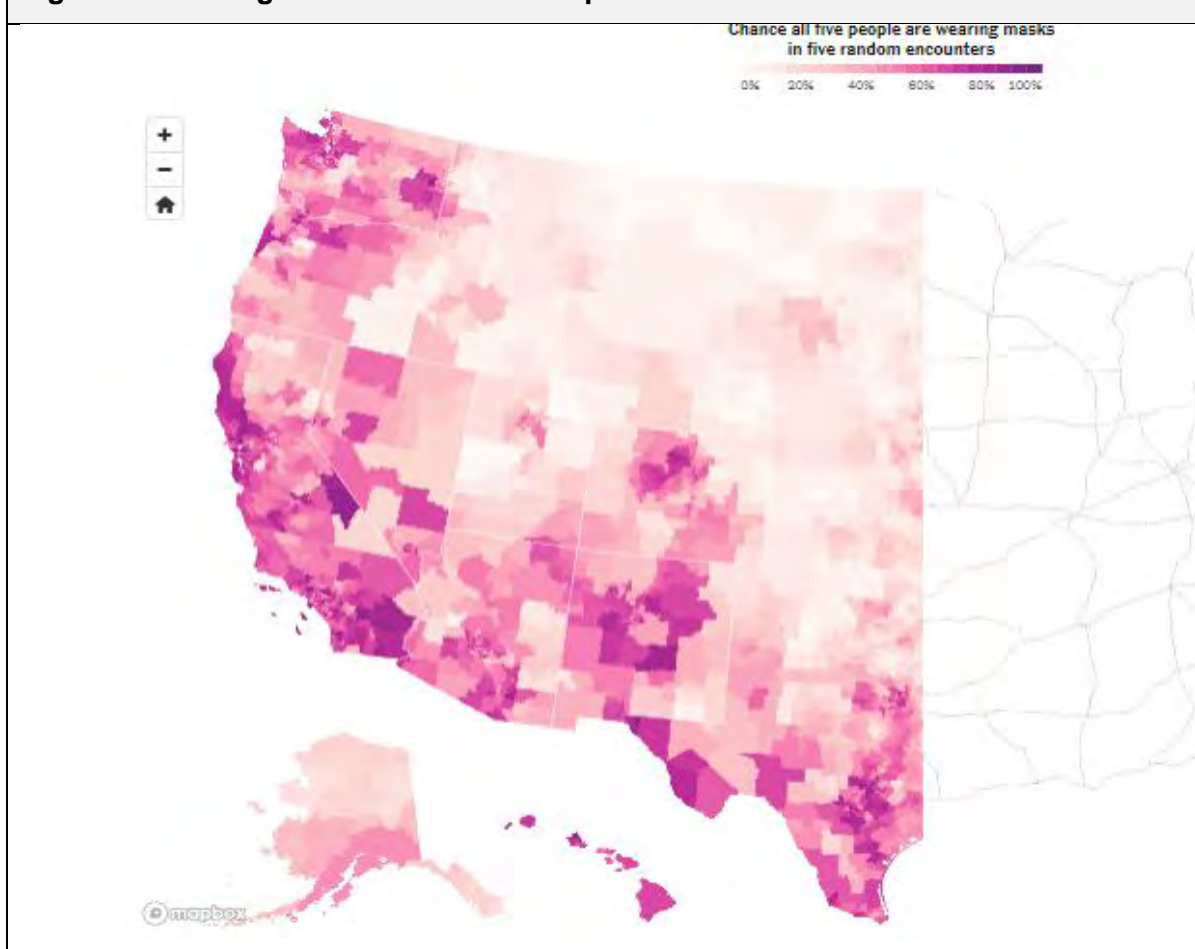 Chance all five people are wearing masks
in five random encounters
0% 20% 40% 60% 80% 100%
+
−
mapbox